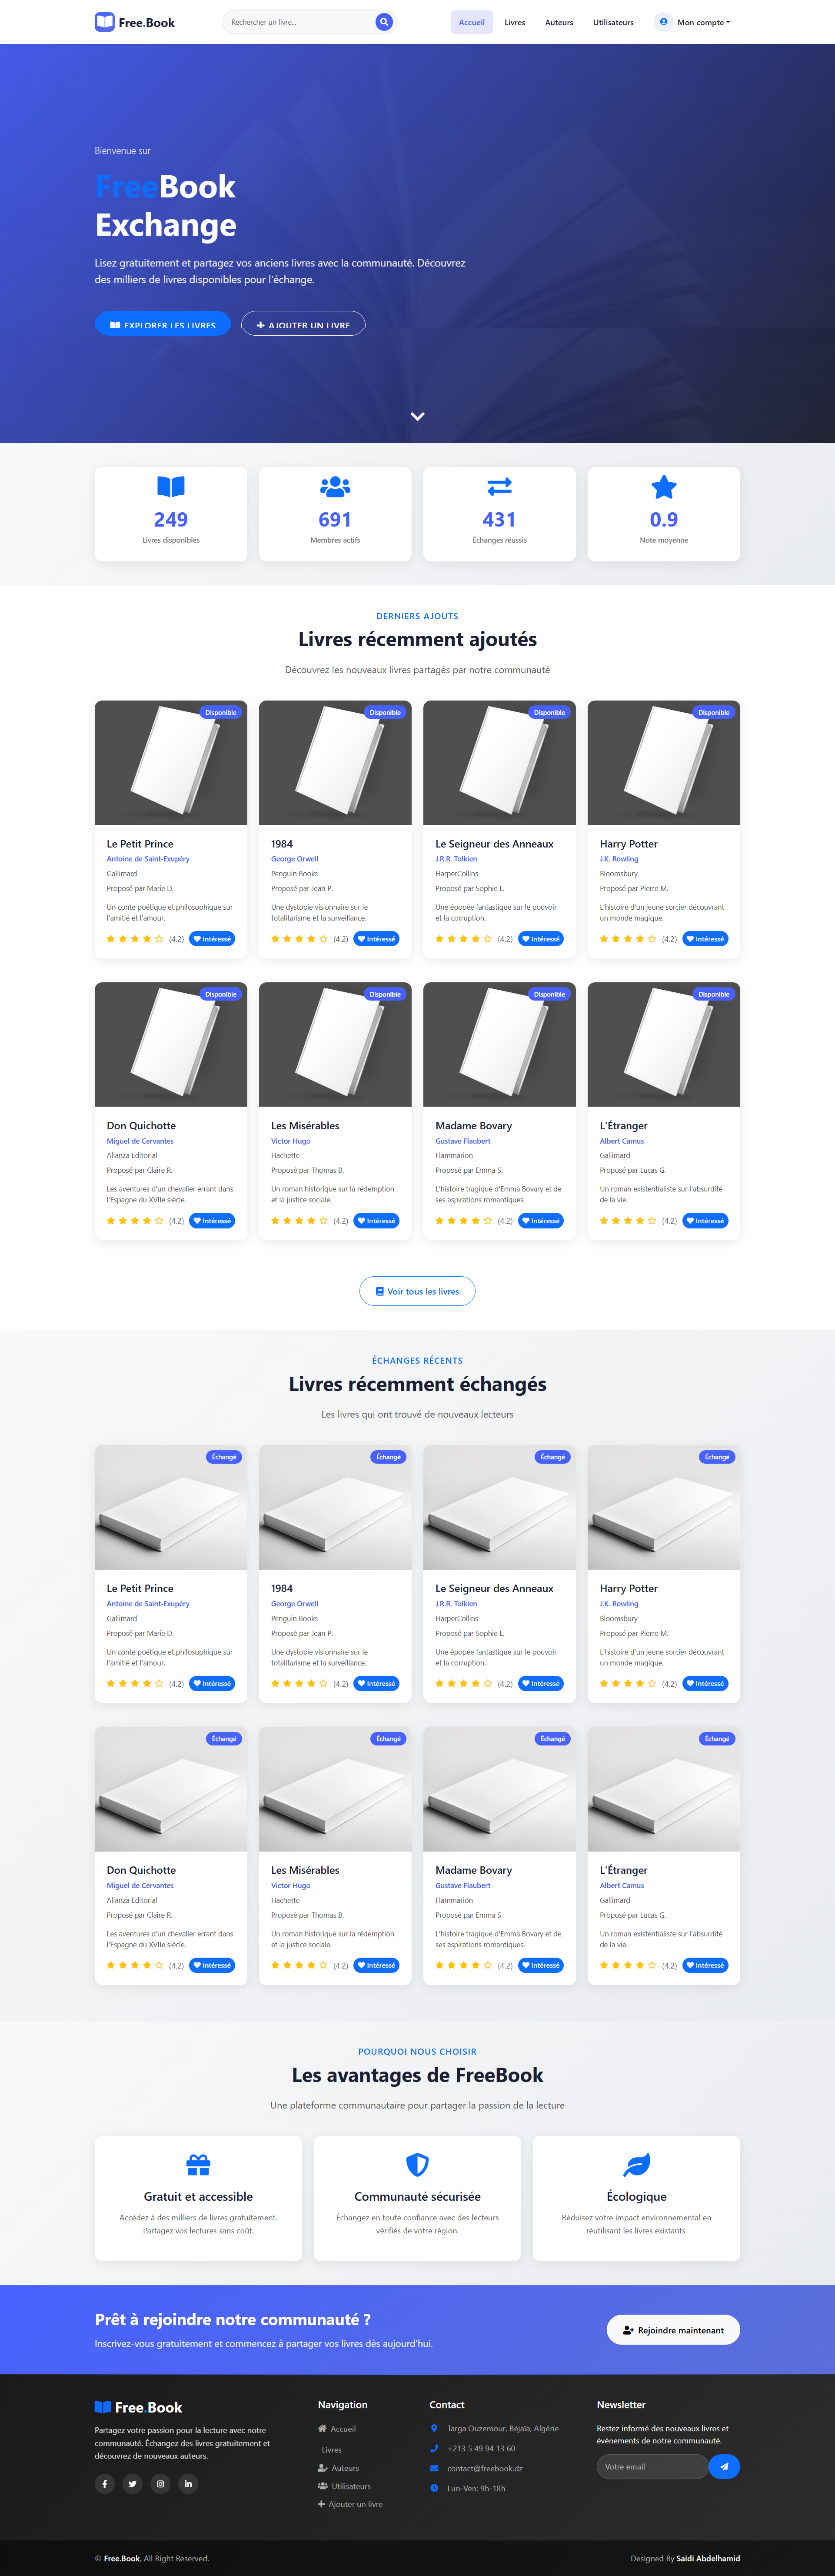 Free.Book
Rechercher un livre...
Accueil
Livres
Auteurs
Utilisateurs
Mon compte
Bienvenue sur
FreeBook
Exchange
Lisez gratuitement et partagez vos anciens livres avec la communauté. Découvrez
des milliers de livres disponibles pour l'échange.
EXPLORER LES LIVRES
AJOUTER UN LIVRE
249
Livres disponibles
691
Membres actifs
431
Échanges réussis
0.9
Note moyenne
DERNIERS AJOUTS
Livres récemment ajoutés
Découvrez les nouveaux livres partagés par notre communauté
Disponible
Le Petit Prince
Antoine de Saint-Exupéry
Gallimard
Proposé par Marie D.
Un conte poétique et philosophique sur
l'amitié et l'amour.
(4.2)
Intéressé
Disponible
1984
George Orwell
Penguin Books
Proposé par Jean P.
Une dystopie visionnaire sur le
totalitarisme et la surveillance.
(4.2)
Intéressé
Disponible
Le Seigneur des Anneaux
J.R.R. Tolkien
HarperCollins
Proposé par Sophie L.
Une épopée fantastique sur le pouvoir
et la corruption.
(4.2)
Intéressé
Disponible
Harry Potter
J.K. Rowling
Bloomsbury
Proposé par Pierre M.
L'histoire d'un jeune sorcier découvrant
un monde magique.
(4.2)
Intéressé
Disponible
Don Quichotte
Miguel de Cervantes
Alianza Editorial
Proposé par Claire R.
Les aventures d'un chevalier errant dans
l'Espagne du XVIIe siècle.
(4.2)
Intéressé
Disponible
Les Misérables
Victor Hugo
Hachette
Proposé par Thomas B.
Un roman historique sur la rédemption
et la justice sociale.
(4.2)
Intéressé
Disponible
Madame Bovary
Gustave Flaubert
Flammarion
Proposé par Emma S.
L'histoire tragique d'Emma Bovary et de
ses aspirations romantiques.
(4.2)
Intéressé
Disponible
L'Étranger
Albert Camus
Gallimard
Proposé par Lucas G.
Un roman existentialiste sur l'absurdité
de la vie.
(4.2)
Intéressé
Voir tous les livres
ÉCHANGES RÉCENTS
Livres récemment échangés
Les livres qui ont trouvé de nouveaux lecteurs
Échangé
Le Petit Prince
Antoine de Saint-Exupéry
Gallimard
Proposé par Marie D.
Un conte poétique et philosophique sur
l'amitié et l'amour.
(4.2)
Intéressé
Échangé
1984
George Orwell
Penguin Books
Proposé par Jean P.
Une dystopie visionnaire sur le
totalitarisme et la surveillance.
(4.2)
Intéressé
Échangé
Le Seigneur des Anneaux
J.R.R. Tolkien
HarperCollins
Proposé par Sophie L.
Une épopée fantastique sur le pouvoir
et la corruption.
(4.2)
Intéressé
Échangé
Harry Potter
J.K. Rowling
Bloomsbury
Proposé par Pierre M.
L'histoire d'un jeune sorcier découvrant
un monde magique.
(4.2)
Intéressé
Échangé
Don Quichotte
Miguel de Cervantes
Alianza Editorial
Proposé par Claire R.
Les aventures d'un chevalier errant dans
l'Espagne du XVIIe siècle.
(4.2)
Intéressé
Échangé
Les Misérables
Victor Hugo
Hachette
Proposé par Thomas B.
Un roman historique sur la rédemption
et la justice sociale.
(4.2)
Intéressé
Échangé
Madame Bovary
Gustave Flaubert
Flammarion
Proposé par Emma S.
L'histoire tragique d'Emma Bovary et de
ses aspirations romantiques.
(4.2)
Intéressé
Échangé
L'Étranger
Albert Camus
Gallimard
Proposé par Lucas G.
Un roman existentialiste sur l'absurdité
de la vie.
(4.2)
Intéressé
POURQUOI NOUS CHOISIR
Les avantages de FreeBook
Une plateforme communautaire pour partager la passion de la lecture
Gratuit et accessible
Accédez à des milliers de livres gratuitement.
Partagez vos lectures sans coût.
Communauté sécurisée
Échangez en toute confiance avec des lecteurs
vérifiés de votre région.
Écologique
Réduisez votre impact environnemental en
réutilisant les livres existants.
Prêt à rejoindre notre communauté ?
Inscrivez-vous gratuitement et commencez à partager vos livres dès aujourd'hui.
Rejoindre maintenant
Free.Book
Partagez votre passion pour la lecture avec notre
communauté. Échangez des livres gratuitement et
découvrez de nouveaux auteurs.
Navigation
Accueil
Livres
Auteurs
Utilisateurs
Ajouter un livre
Contact
Targa Ouzemour, Béjaïa, Algérie
+213 5 49 94 13 60
contact@freebook.dz
Lun-Ven: 9h-18h
Newsletter
Restez informé des nouveaux livres et
événements de notre communauté.
Votre email
© Free.Book, All Right Reserved.
Designed By Saidi Abdelhamid